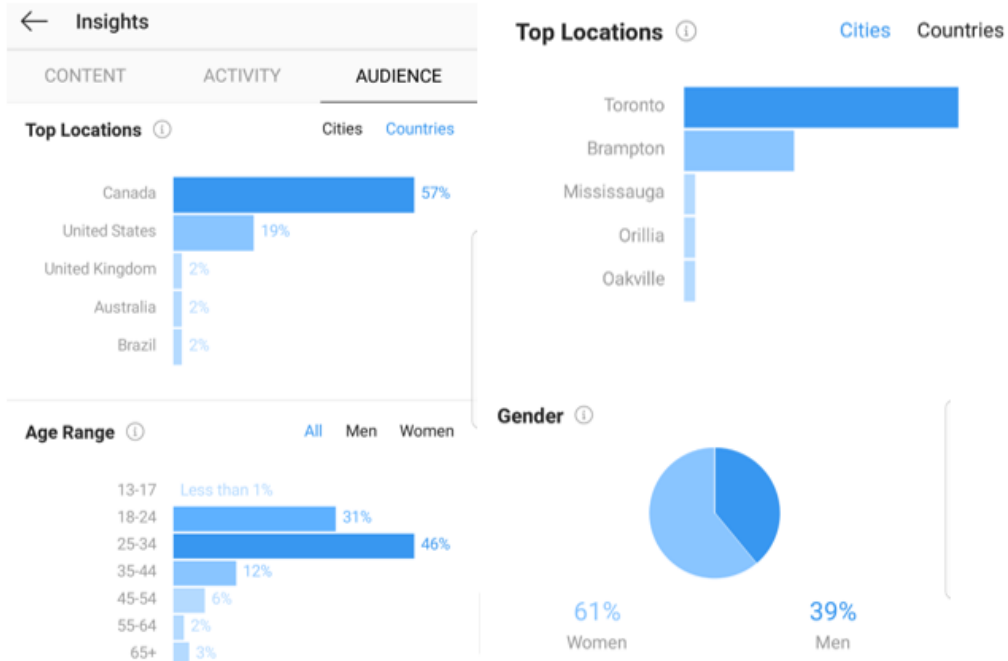 Insights
CONTENT ACTIVITY AUDIENCE
Top Locations Cities Countries
Canada 57%
United States 19%
United Kingdom 2%
Australia 2%
Brazil 2%
Age Range All Men Women
13-17 Less than 1%
18-24 31%
25-34 46%
35-44 12%
45-54 6%
55-64 2%
65+ 3%
Top Locations Cities Countries
Toronto
Brampton
Mississauga
Orillia
Oakville
Gender
61% 39%
Women Men